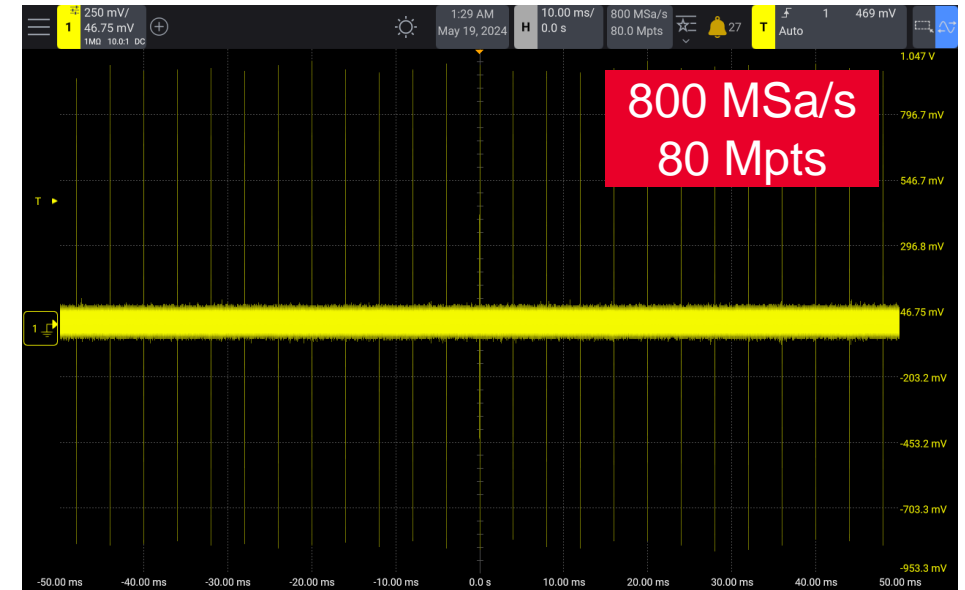 1
250 mV/
46.75 mV
1MΩ 10.0:1 DC
1:29 AM
May 19, 2024
H
10.00 ms/
0.0 s
800 MSa/s
80.0 Mpts
27
T
1
469 mV
Auto
1.047 V
800 MSa/s
80 Mpts
796.7 mV
546.7 mV
T
296.8 mV
46.75 mV
1
-203.2 mV
-453.2 mV
-703.3 mV
-953.3 mV
-50.00 ms
-40.00 ms
-30.00 ms
-20.00 ms
-10.00 ms
0.0 s
10.00 ms
20.00 ms
30.00 ms
40.00 ms
50.00 ms